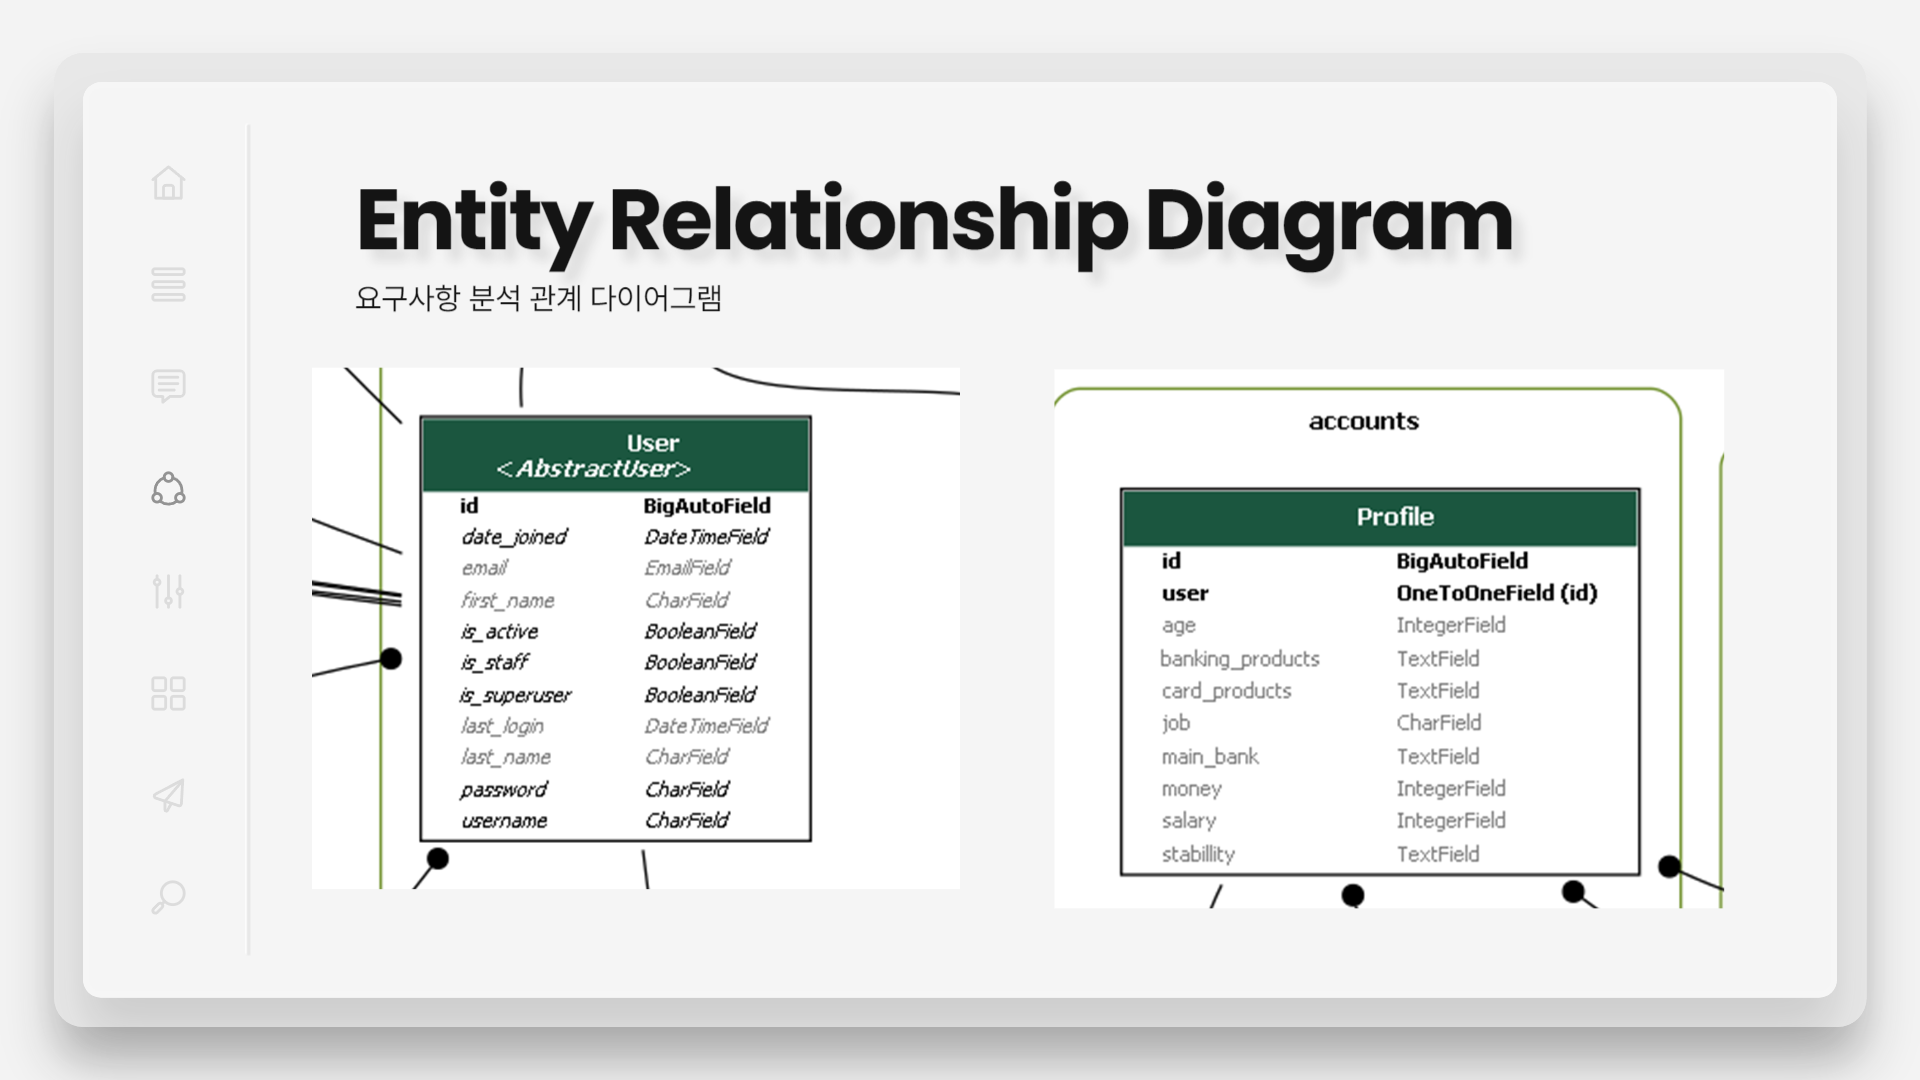 Entity Relationship Diagram
요구사항 분석 관계 다이어그램
User
<AbstractUser>
id BigAutoField
date_joined DateTimeField
email EmailField
first_name CharField
is_active BooleanField
is_staff BooleanField
is_superuser BooleanField
last_login DateTimeField
last_name CharField
password CharField
username CharField
accounts
Profile
id BigAutoField
user OneToOneField (id)
age IntegerField
banking_products TextField
card_products TextField
job CharField
main_bank TextField
money IntegerField
salary IntegerField
stabillity TextField